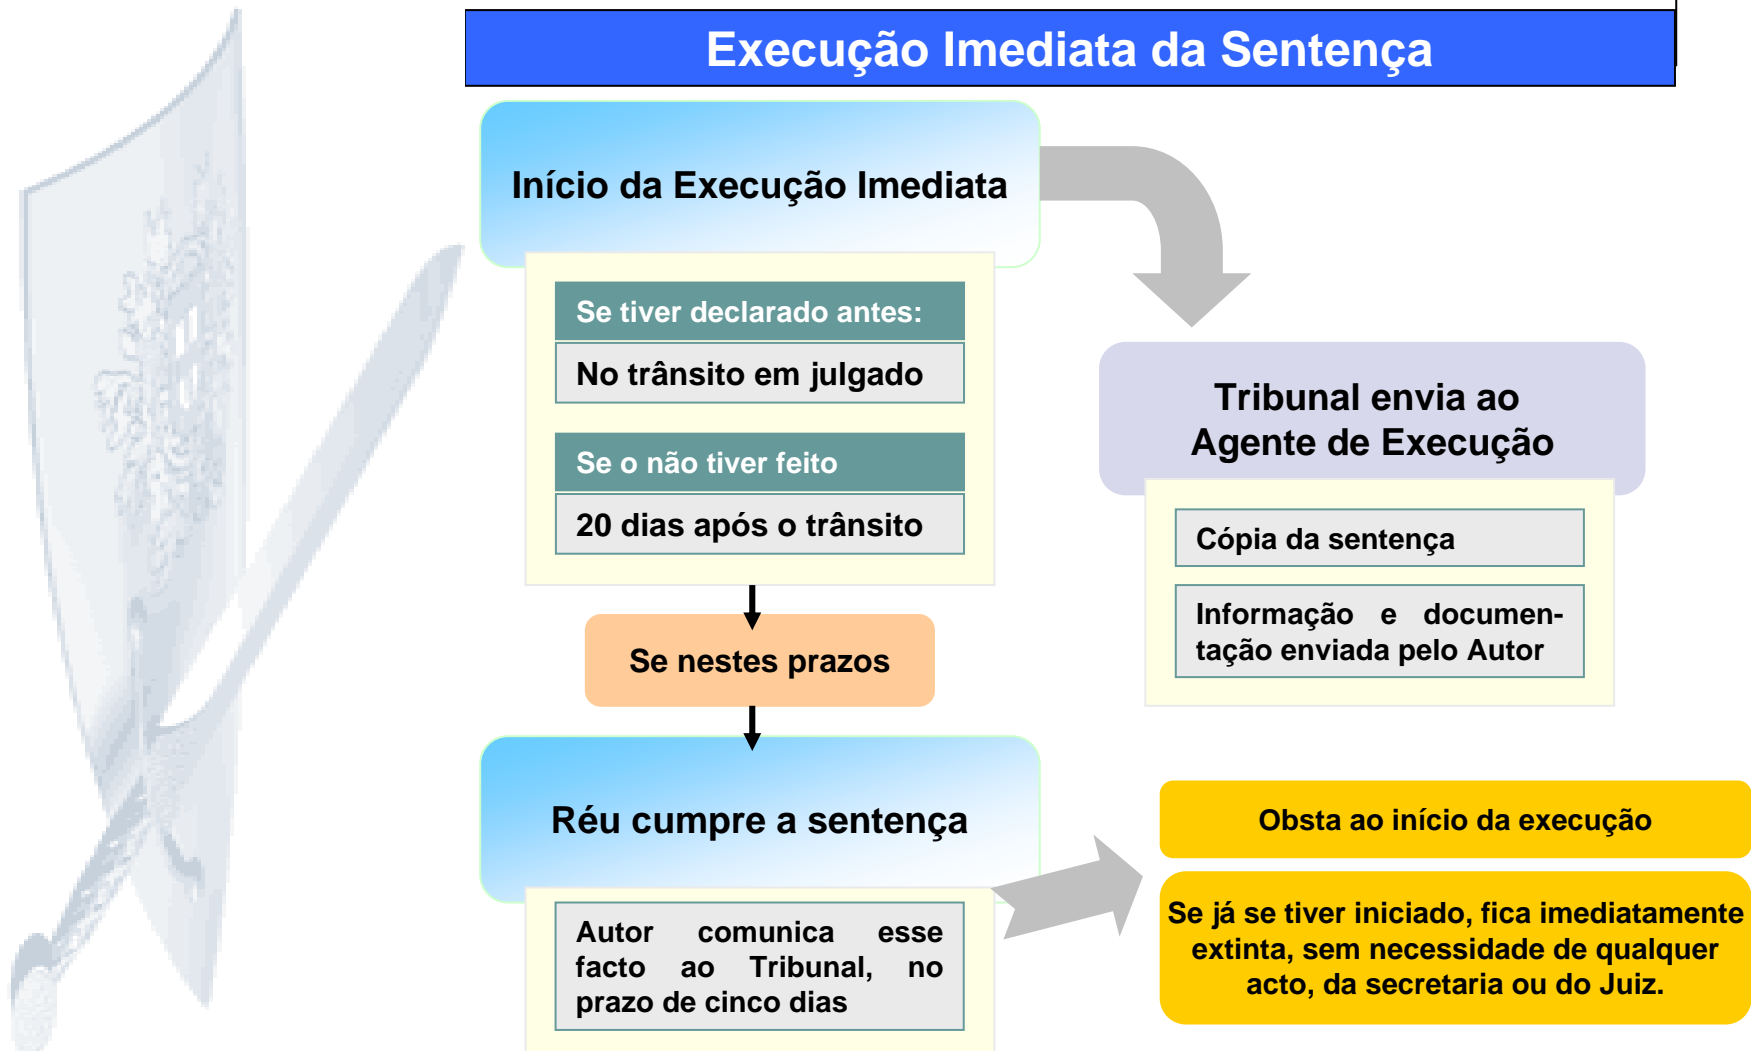 Execução Imediata da Sentença
Início da Execução Imediata
Se tiver declarado antes:
No trânsito em julgado
Se o não tiver feito
20 dias após o trânsito
Tribunal envia ao
Agente de Execução
Cópia da sentença
Informação e documen-
tação enviada pelo Autor
Se nestes prazos
Réu cumpre a sentença
Autor comunica esse
facto ao Tribunal, no
prazo de cinco dias
Obsta ao início da execução
Se já se tiver iniciado, fica imediatamente
extinta, sem necessidade de qualquer
acto, da secretaria ou do Juiz.